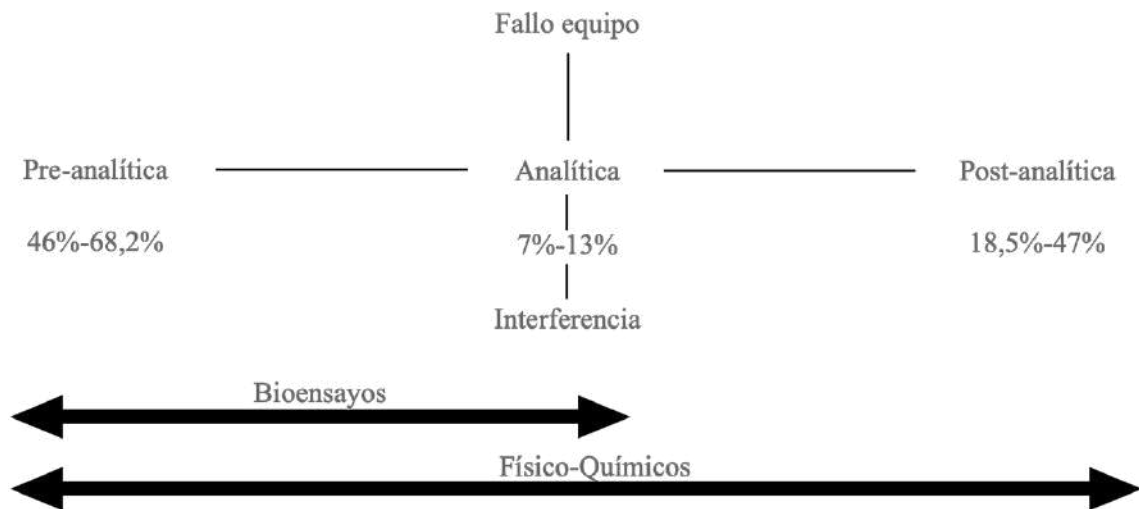 Fallo equipo
Pre-analítica Analítica Post-analítica
46%-68,2% 7%-13% 18,5%-47%
Interferencia
Bioensayos
Físico-Químicos